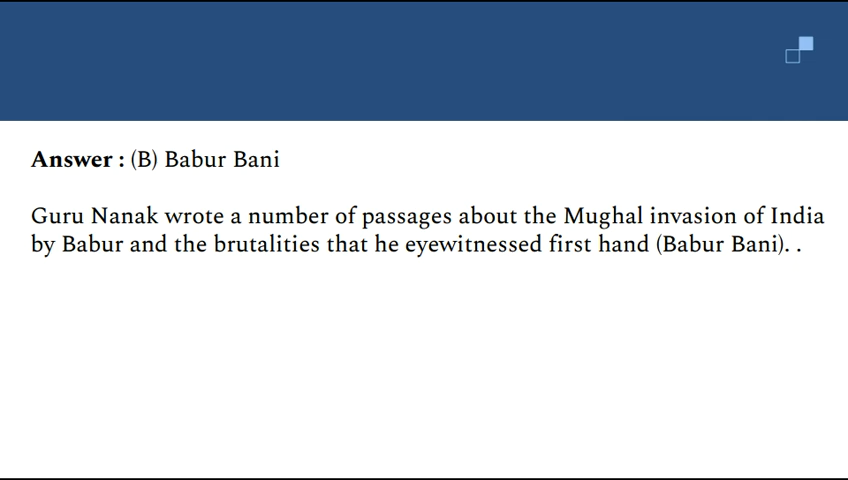 Answer : (B) Babur Bani
Guru Nanak wrote a number of passages about the Mughal invasion of India
by Babur and the brutalities that he eyewitnessed first hand (Babur Bani). .